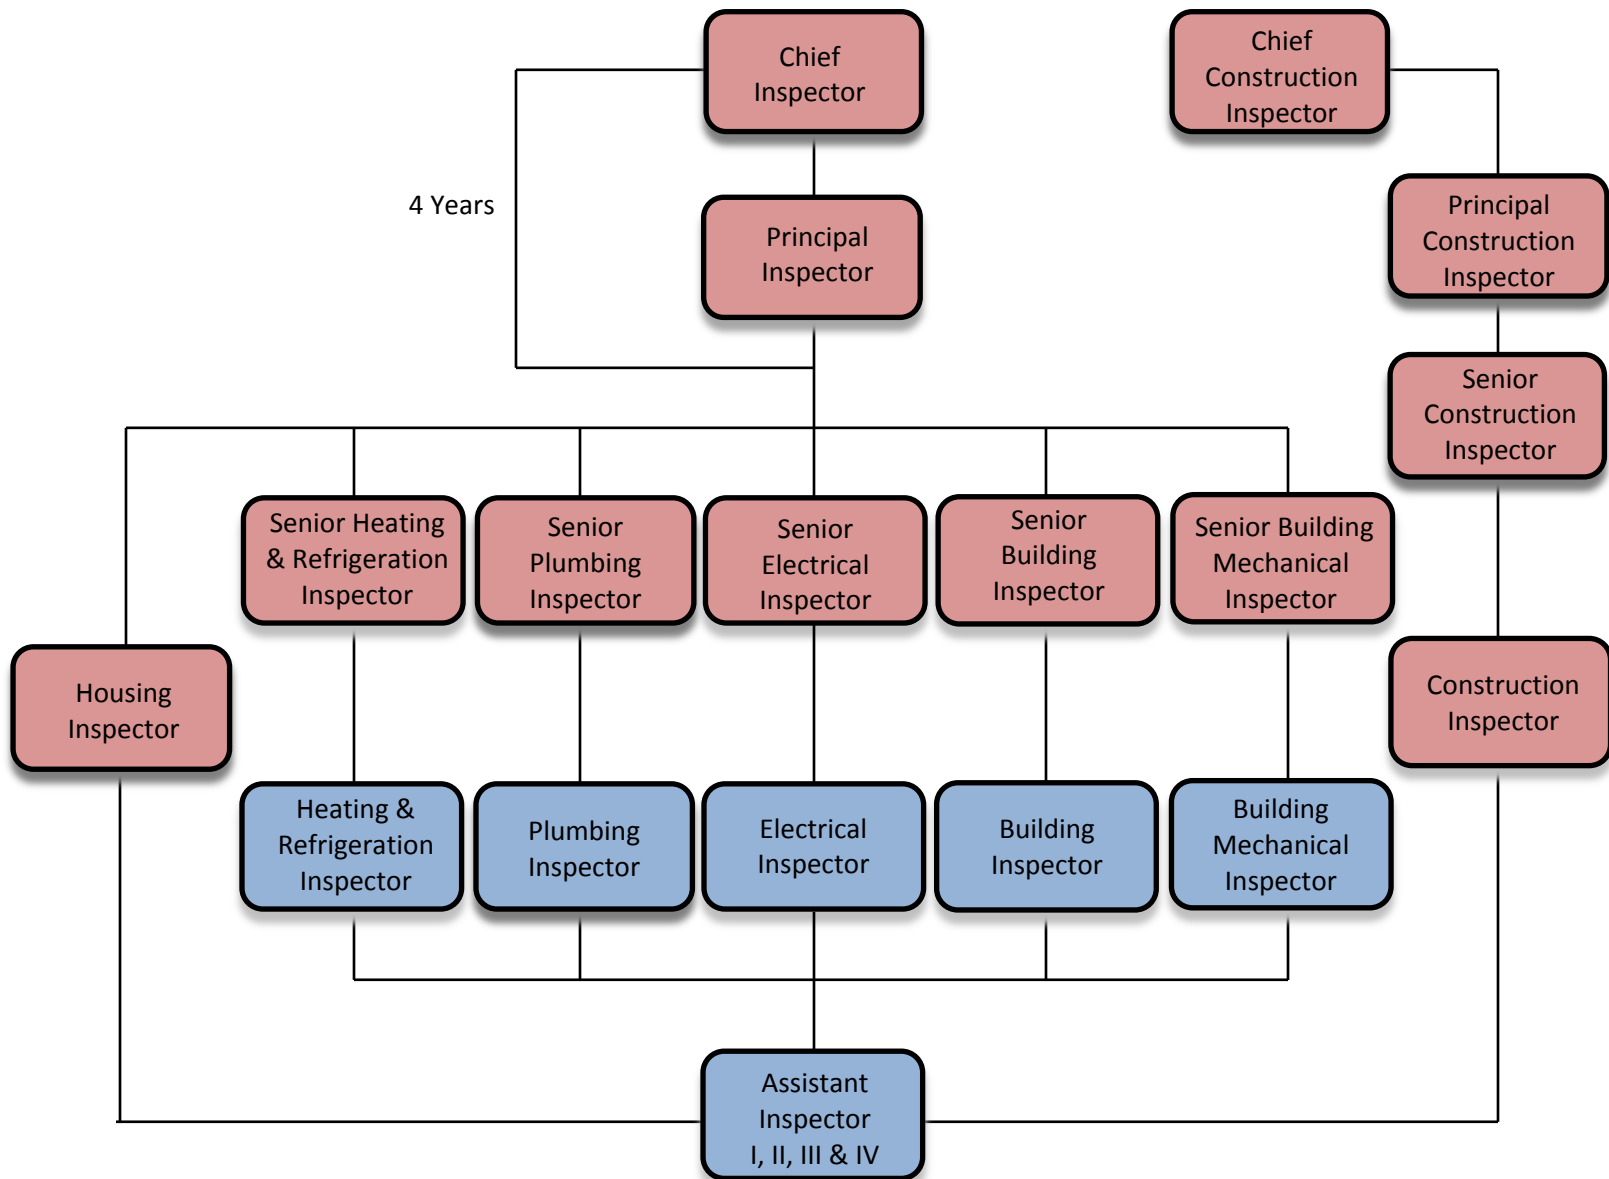 Chief
Inspector
Chief
Construction
Inspector
4 Years
Principal
Inspector
Principal
Construction
Inspector
Senior
Construction
Inspector
Senior Heating
& Refrigeration
Inspector
Senior
Plumbing
Inspector
Senior
Electrical
Inspector
Senior
Building
Inspector
Senior Building
Mechanical
Inspector
Housing
Inspector
Construction
Inspector
Heating &
Refrigeration
Inspector
Plumbing
Inspector
Electrical
Inspector
Building
Inspector
Building
Mechanical
Inspector
Assistant
Inspector
I, II, III & IV